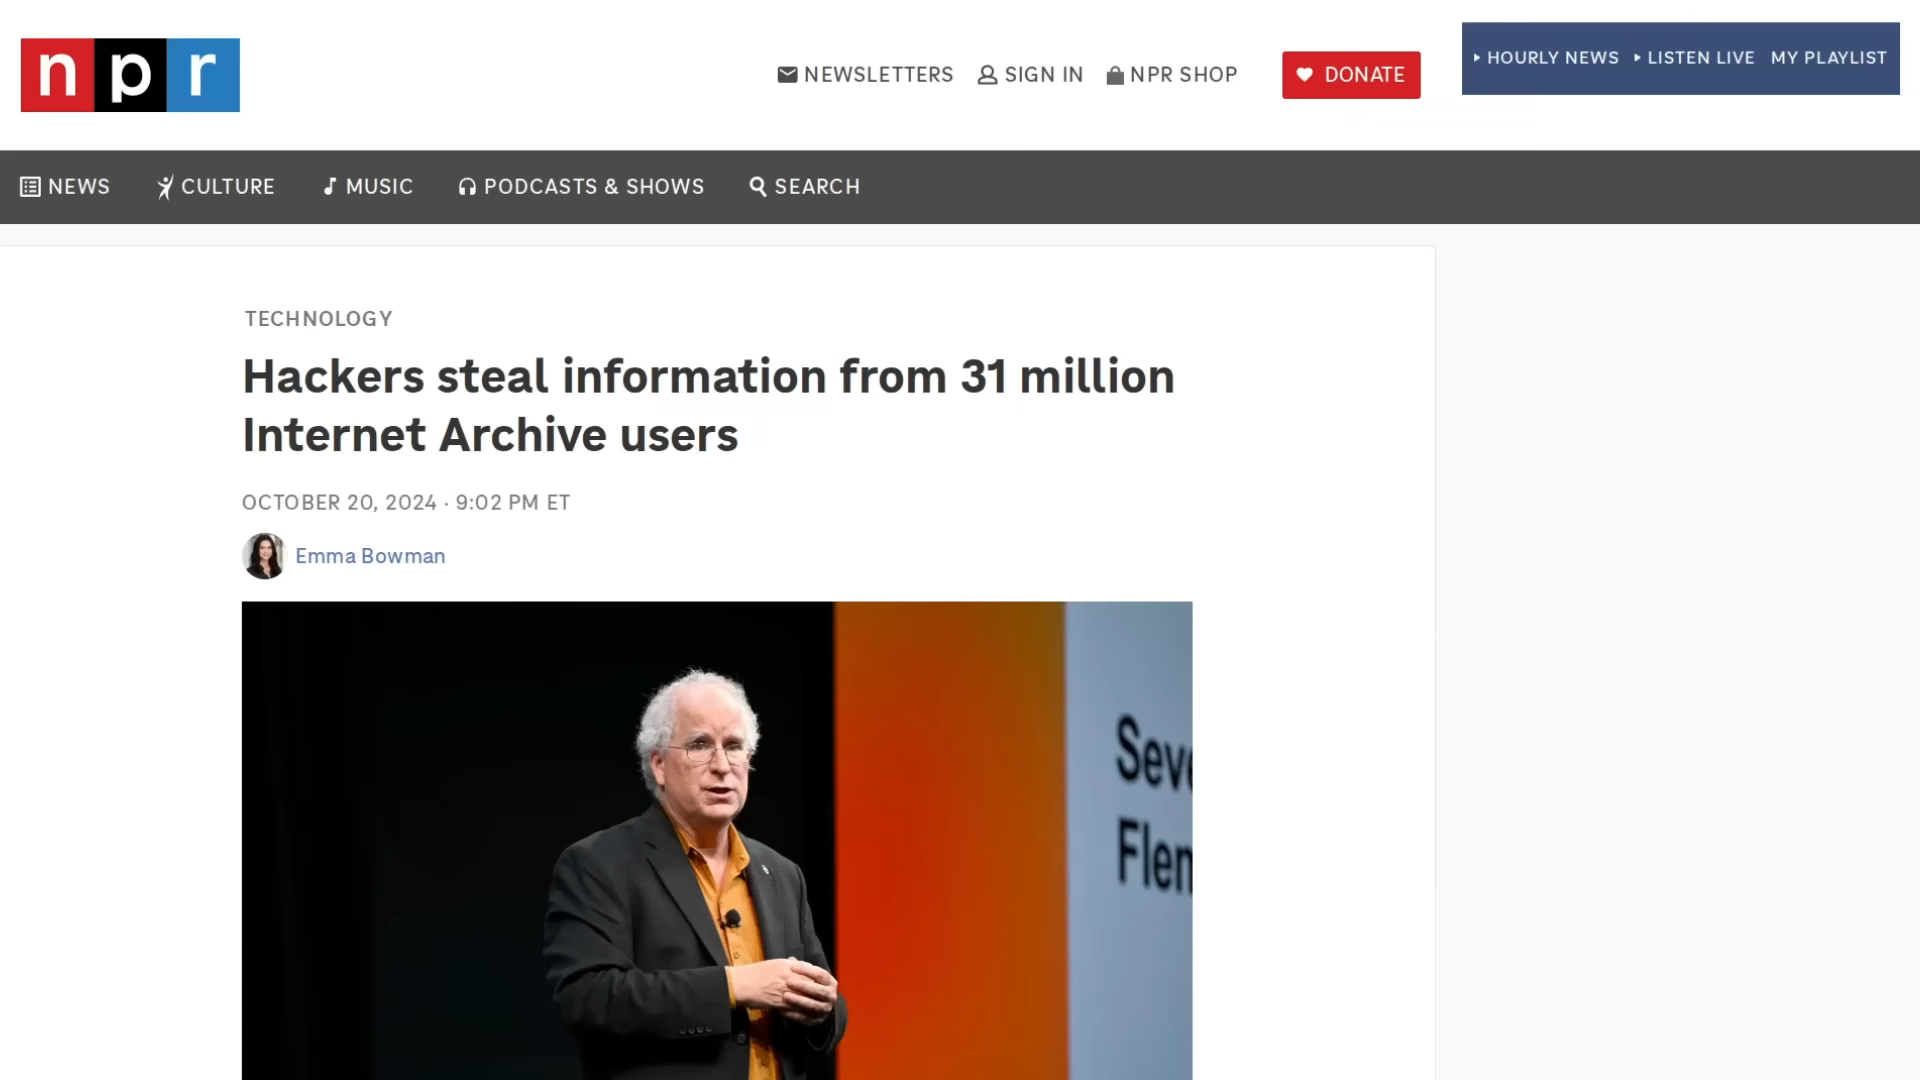 npr
NEWSLETTERS
SIGN IN
NPR SHOP
DONATE
HOURLY NEWS
LISTEN LIVE
MY PLAYLIST
NEWS
CULTURE
MUSIC
PODCASTS & SHOWS
SEARCH
TECHNOLOGY
Hackers steal information from 31 million
Internet Archive users
OCTOBER 20, 2024 · 9:02 PM ET
Emma Bowman
Seve
Flem